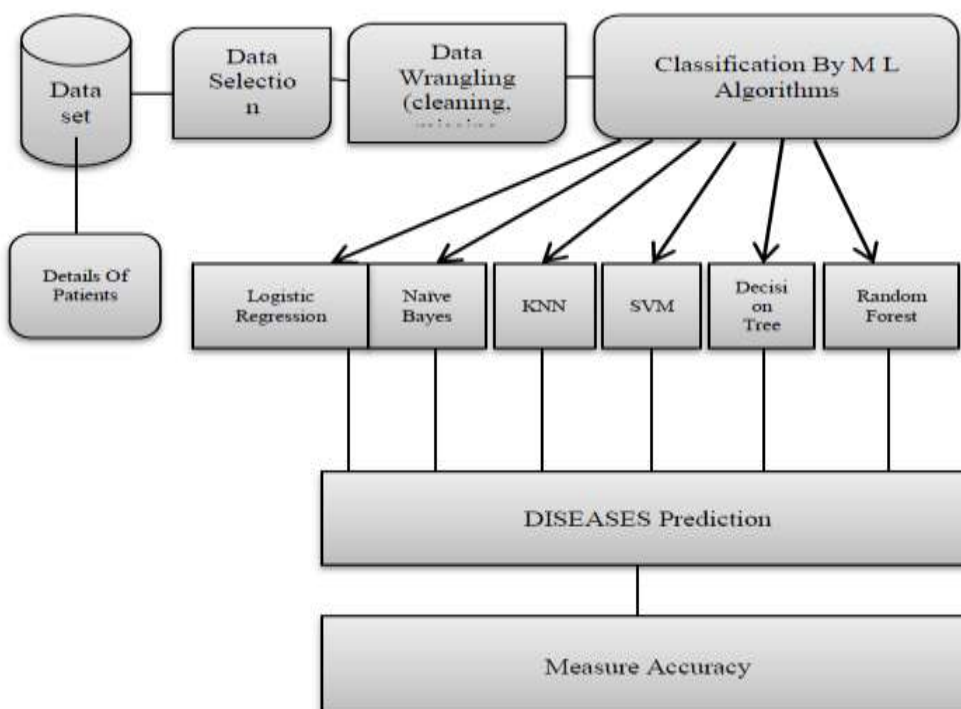 Data
set
Data
Selectio
n
Data
Wrangling
(cleaning,
Classification By M L
Algorithms
Details Of
Patients
Logistic
Regression
Naïve
Bayes
KNN
SVM
Decisi
on
Tree
Random
Forest
DISEASES Prediction
Measure Accuracy